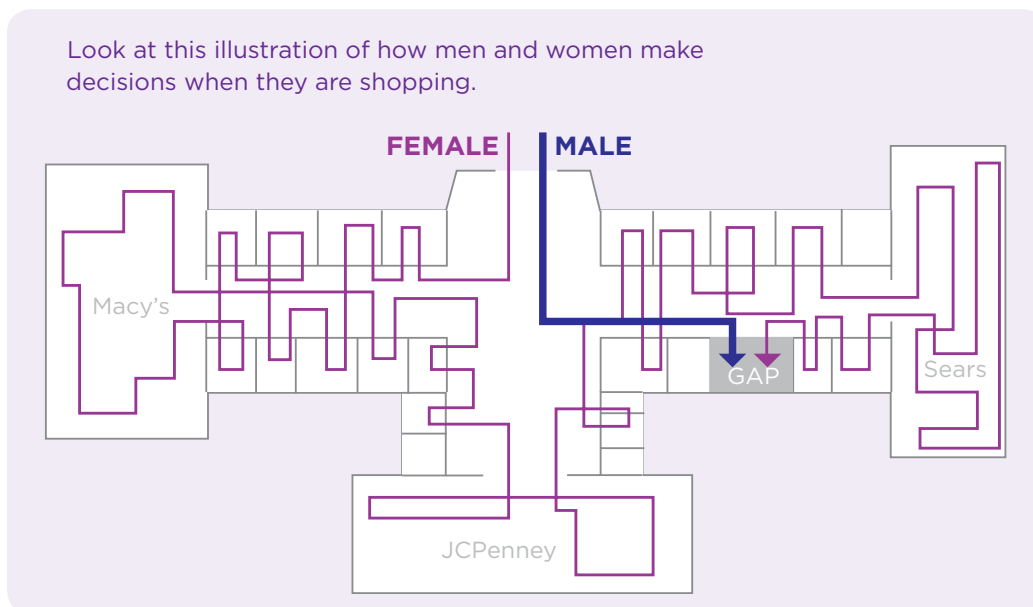 Look at this illustration of how men and women make
decisions when they are shopping.
FEMALE MALE
Macy's
GAP
Sears
JCPenney